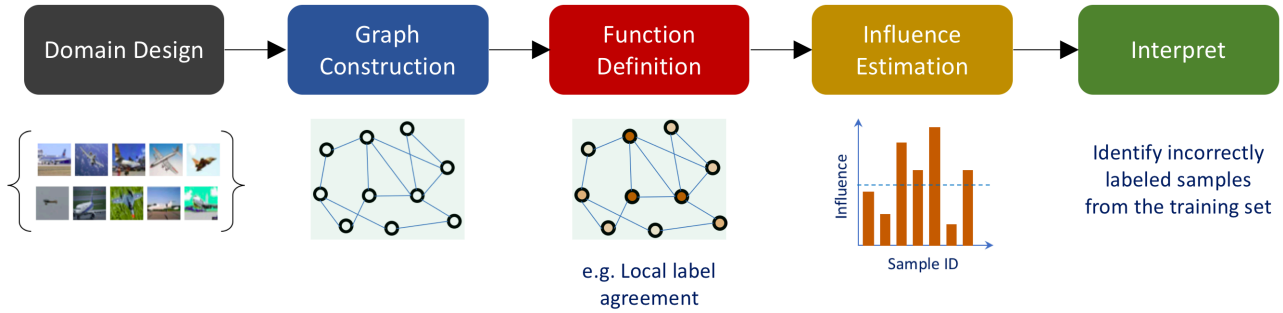 Domain Design
Graph
Construction
Function
Definition
Influence
Estimation
Interpret
e.g. Local label
agreement
Influence
Sample ID
Identify incorrectly
labeled samples
from the training set